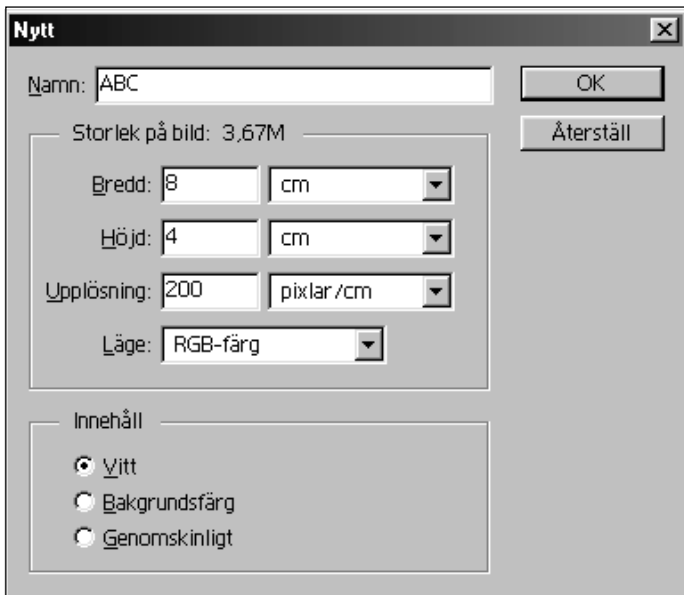 Nytt
Namn: ABC
OK
Storlek på bild: 3,67M
Återställ
Bredd: 8 cm
Höjd: 4 cm
Upplösning: 200 pixlar/cm
Läge: RGB-färg
Innehåll
Vitt
Bakgrundsfärg
Genomskinligt